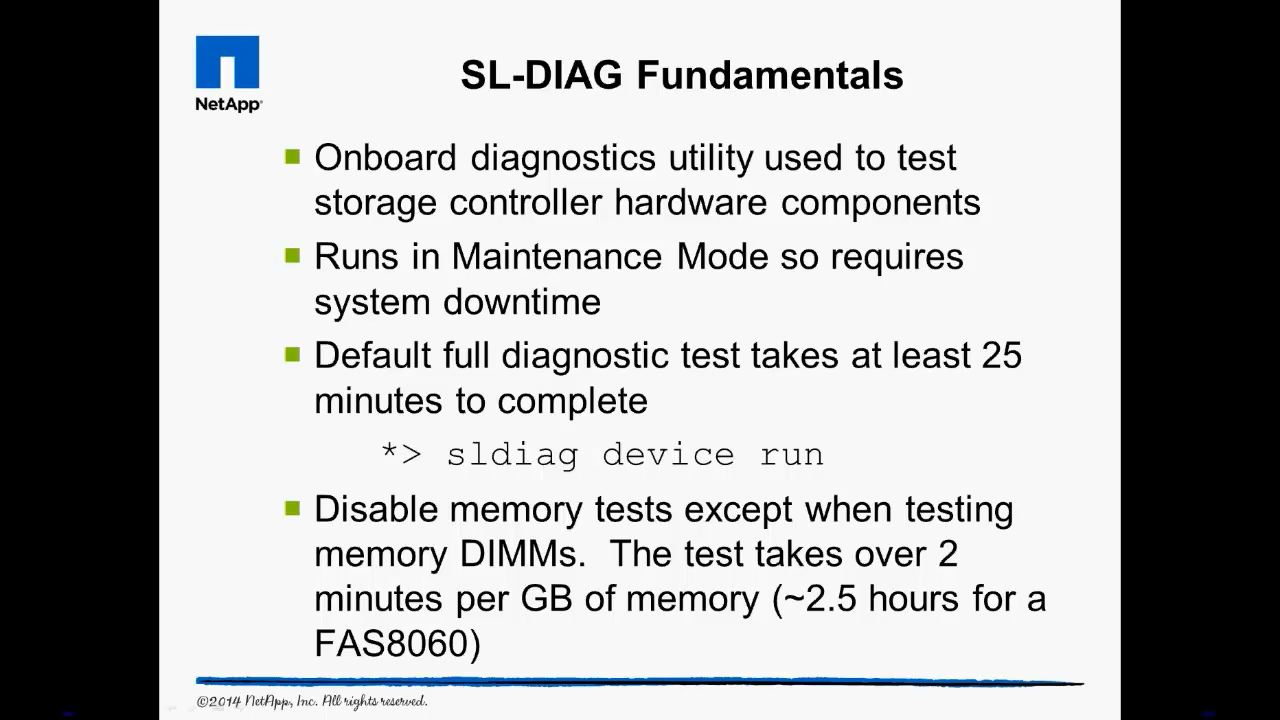 NetApp®
SL-DIAG Fundamentals
Onboard diagnostics utility used to test
storage controller hardware components
Runs in Maintenance Mode so requires
system downtime
Default full diagnostic test takes at least 25
minutes to complete
*> sldiag device run
Disable memory tests except when testing
memory DIMMs.  The test takes over 2
minutes per GB of memory (~2.5 hours for a
FAS8060)
©2014 NetApp, Inc. All rights reserved.